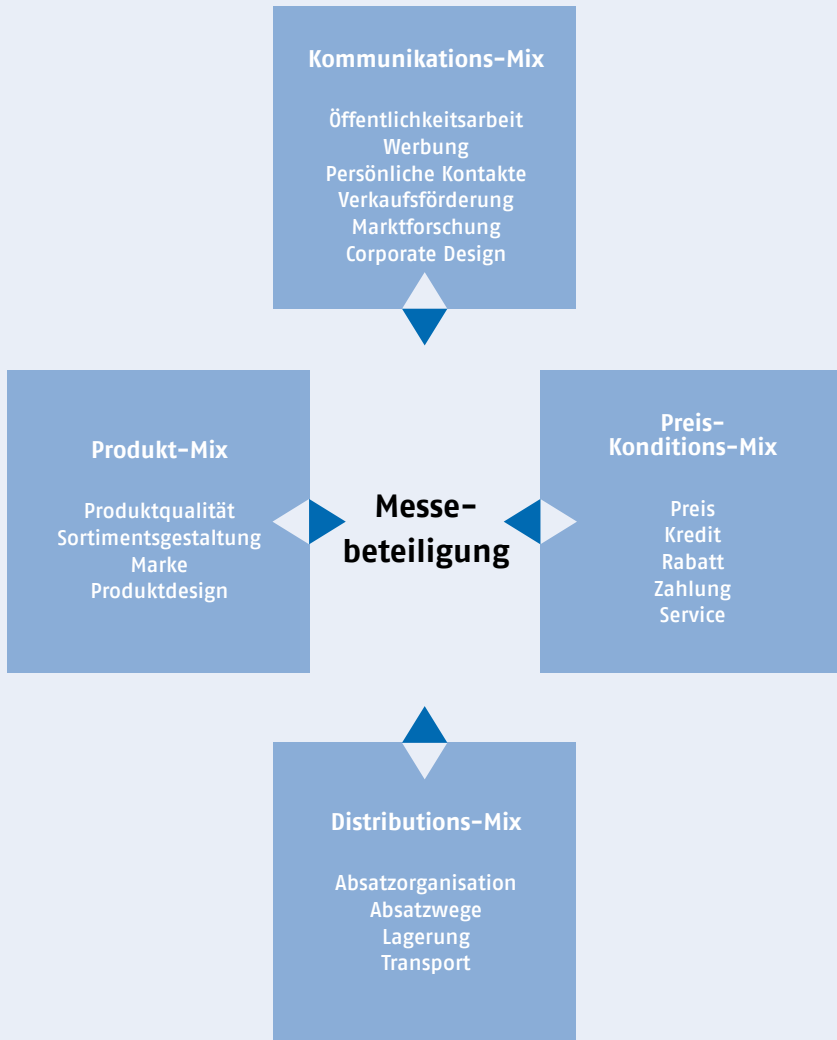 Kommunikations-Mix
Öffentlichkeitsarbeit
Werbung
Persönliche Kontakte
Verkaufsförderung
Marktforschung
Corporate Design
Produkt-Mix
Produktqualität
Sortimentsgestaltung
Marke
Produktdesign
Messe-
beteiligung
Preis-
Konditions-Mix
Preis
Kredit
Rabatt
Zahlung
Service
Distributions-Mix
Absatzorganisation
Absatzwege
Lagerung
Transport